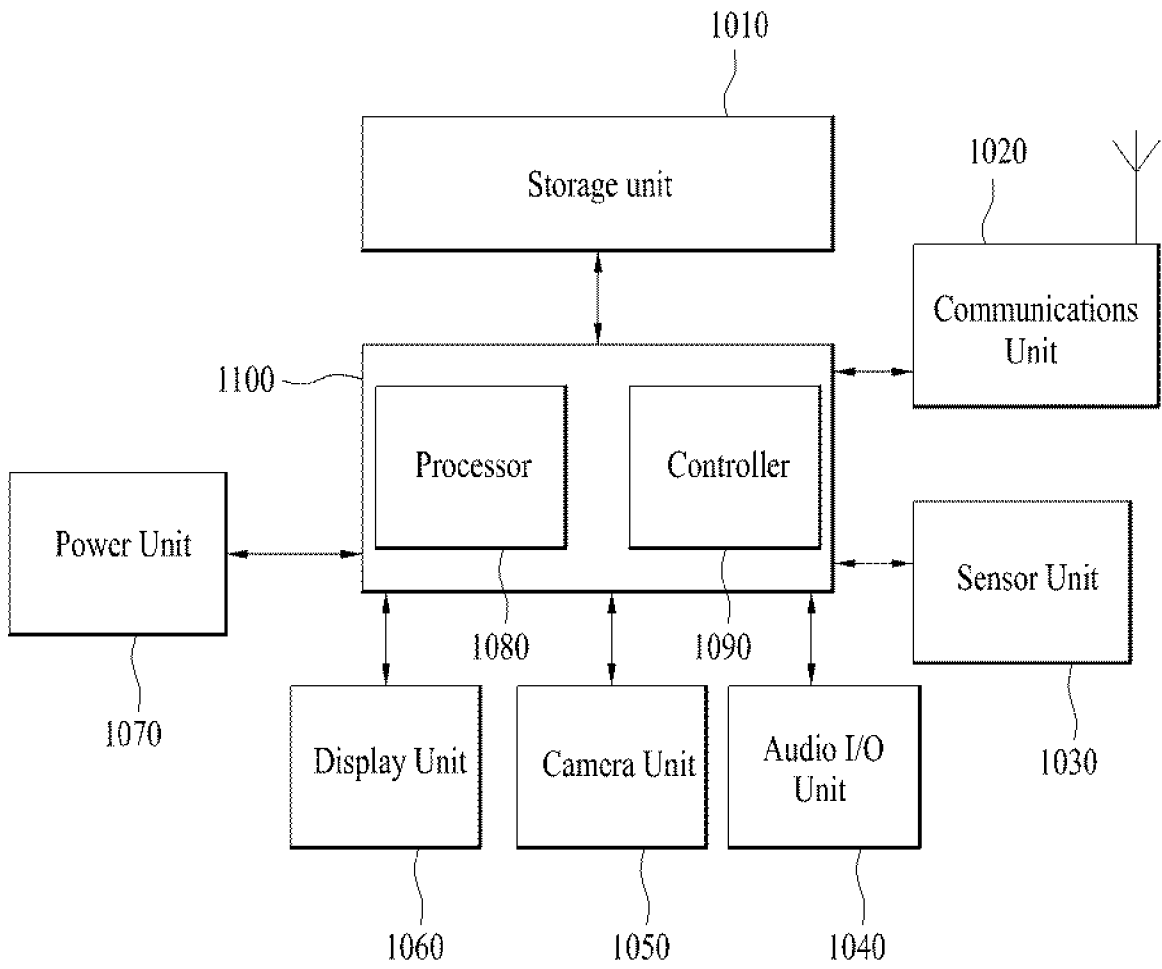 1010
Storage unit
1020
Communications
Unit
1100
Processor
Controller
Power Unit
Sensor Unit
1080
1090
1070
Display Unit
Camera Unit
Audio I/O
Unit
1030
1060
1050
1040